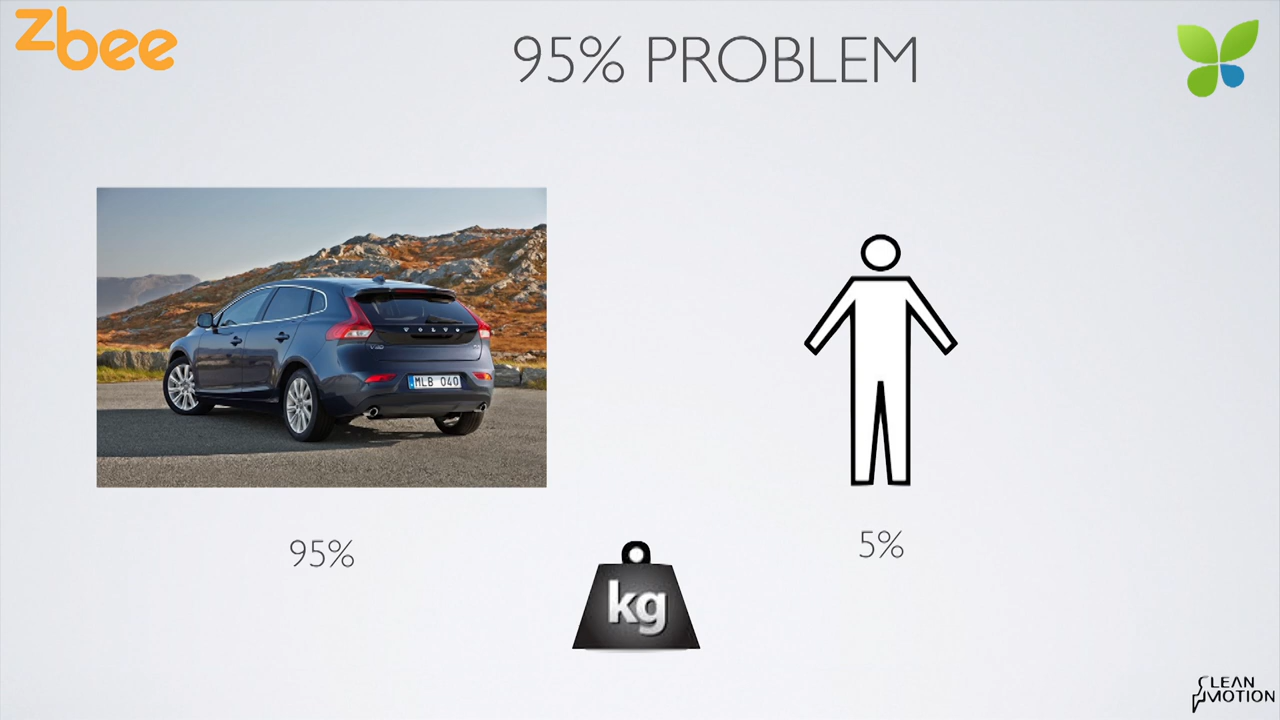 zbee
95% PROBLEM
VOLVO
MLB 040
95%
5%
kg
CLEAN
MOTION